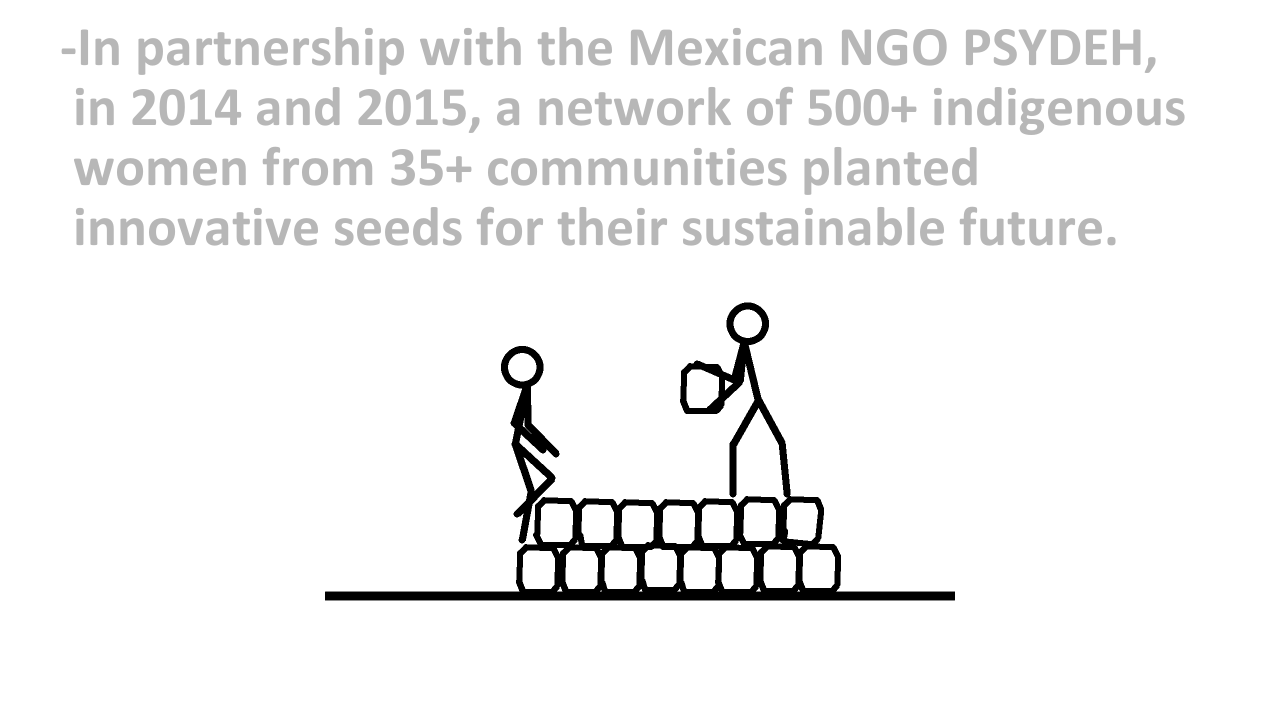 -In partnership with the Mexican NGO PSYDEH,
in 2014 and 2015, a network of 500+ indigenous
women from 35+ communities planted
innovative seeds for their sustainable future.